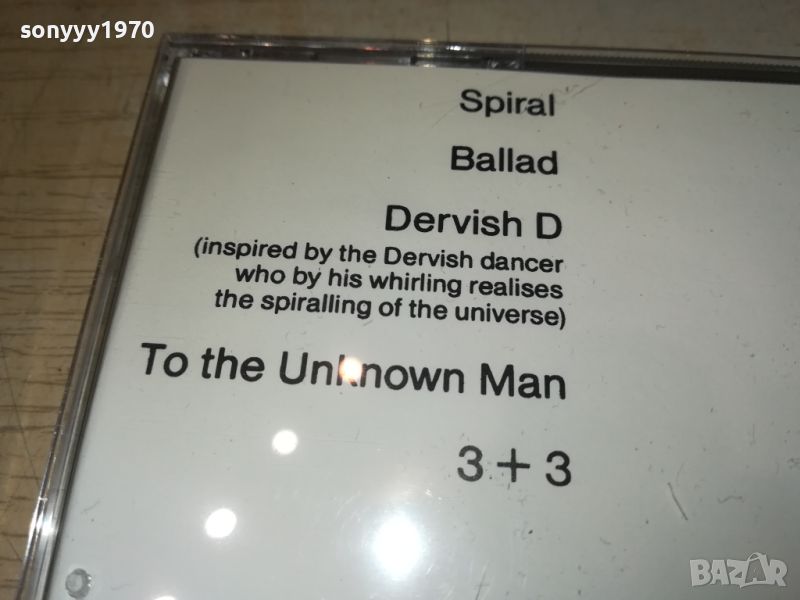 sonyyy1970
Spiral
Ballad
Dervish D
(inspired by the Dervish dancer
who by his whirling realises
the spiralling of the universe)
To the Unknown Man
3 + 3
BAZAR